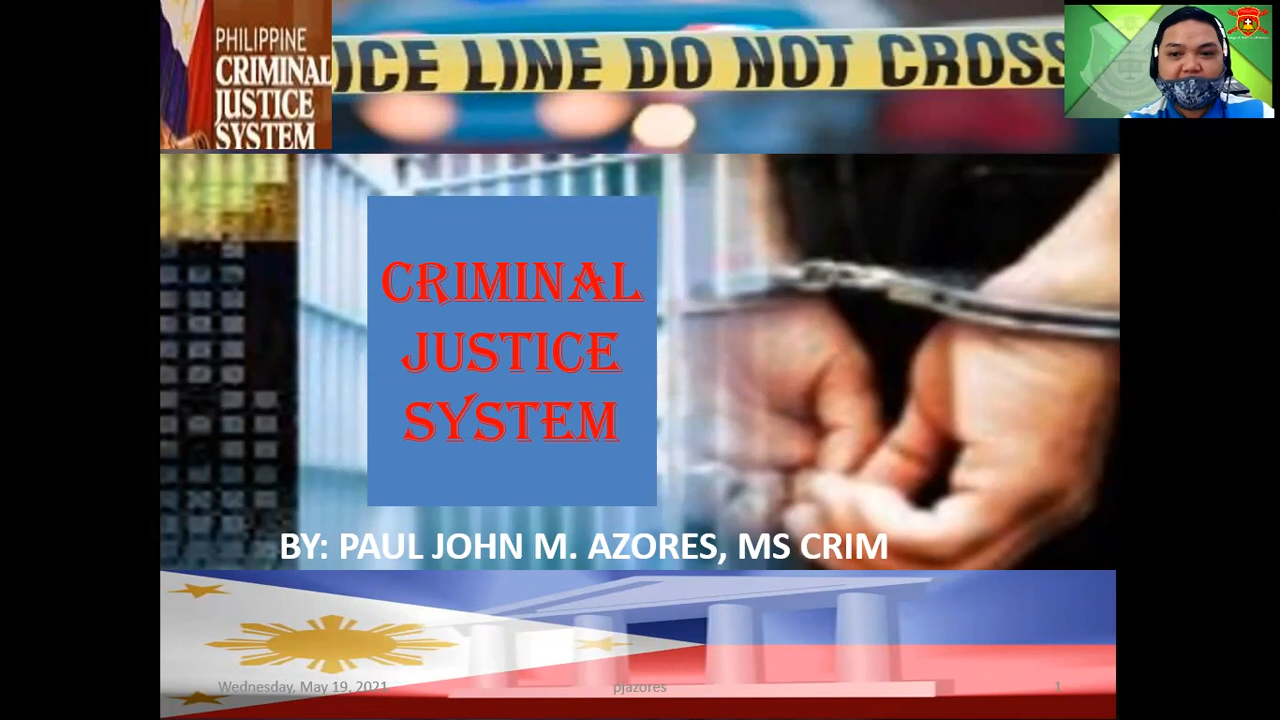 PHILIPPINE
CRIMINAL
JUSTICE
SYSTEM
ICE LINE DO NOT CROSS
CRIMINAL
JUSTICE
SYSTEM
BY: PAUL JOHN M. AZORES, MS CRIM
Wednesday, May 19, 2021
pjazores
1